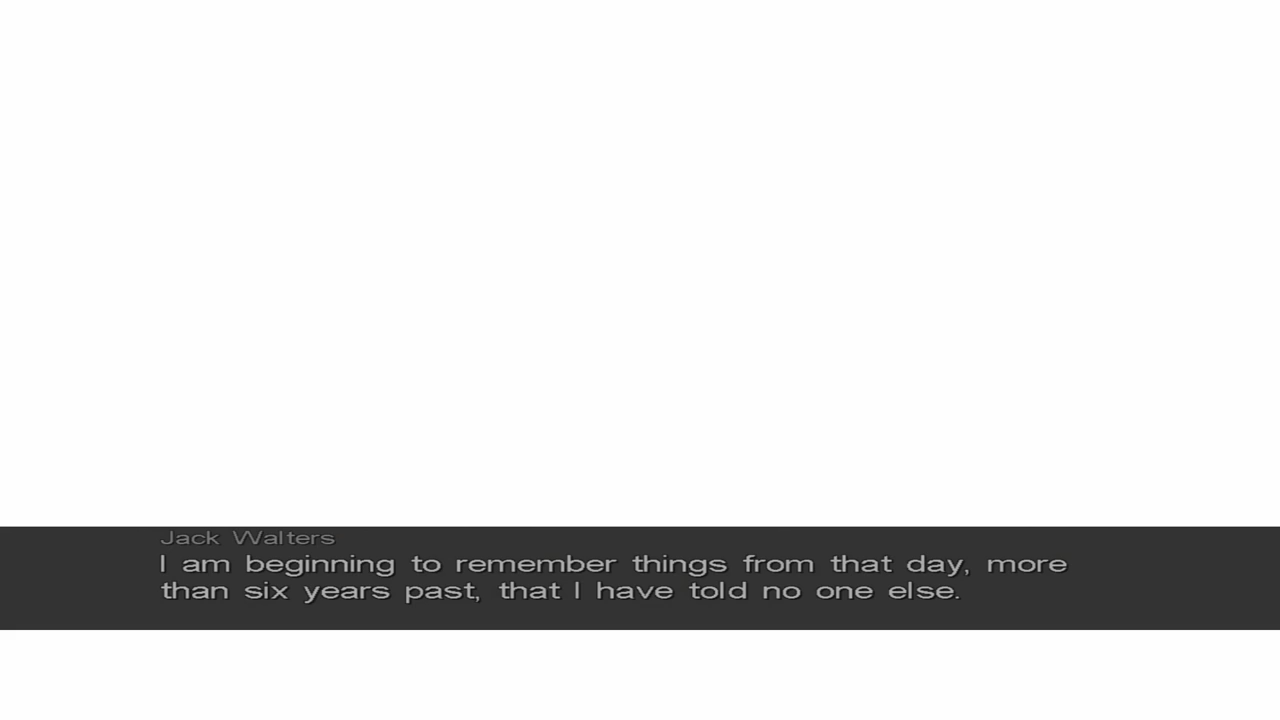 Jack Walters
I am beginning to remember things from that day, more
than six years past, that I have told no one else.